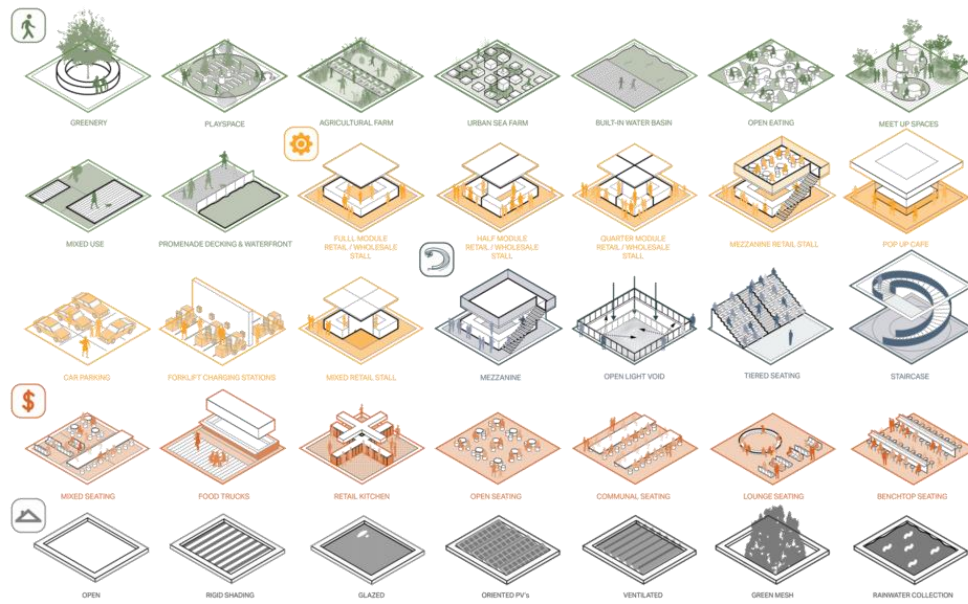 GREENERY
PLAYSPACE
AGRICULTURAL FARM
URBAN SEA FARM
BUILT-IN WATER BASIN
OPEN EATING
MEET UP SPACES
MIXED USE
PROMENADE DECKING & WATERFRONT
FULLL MODULE
RETAIL / WHOLESALE
STALL
HALF MODULE
RETAIL / WHOLESALE
STALL
QUARTER MODULE
RETAIL / WHOLESALE
STALL
MEZZANINE RETAIL STALL
POP UP CAFE
CAR-PARKING
FORKLIFT CHARGING STATIONS
MIXED RETAIL STALL
MEZZANINE
OPEN LIGHT VOID
TIERED SEATING
STAIRCASE
$
MIXED SEATING
FOOD TRUCKS
RETAIL KITCHEN
OPEN SEATING
COMMUNAL SEATING
LOUNGE SEATING
BENCHTOP SEATING
OPEN
RIGID SHADING
GLAZED
ORIENTED PV's
VENTILATED
GREEN MESH
RAINWATER COLLECTION